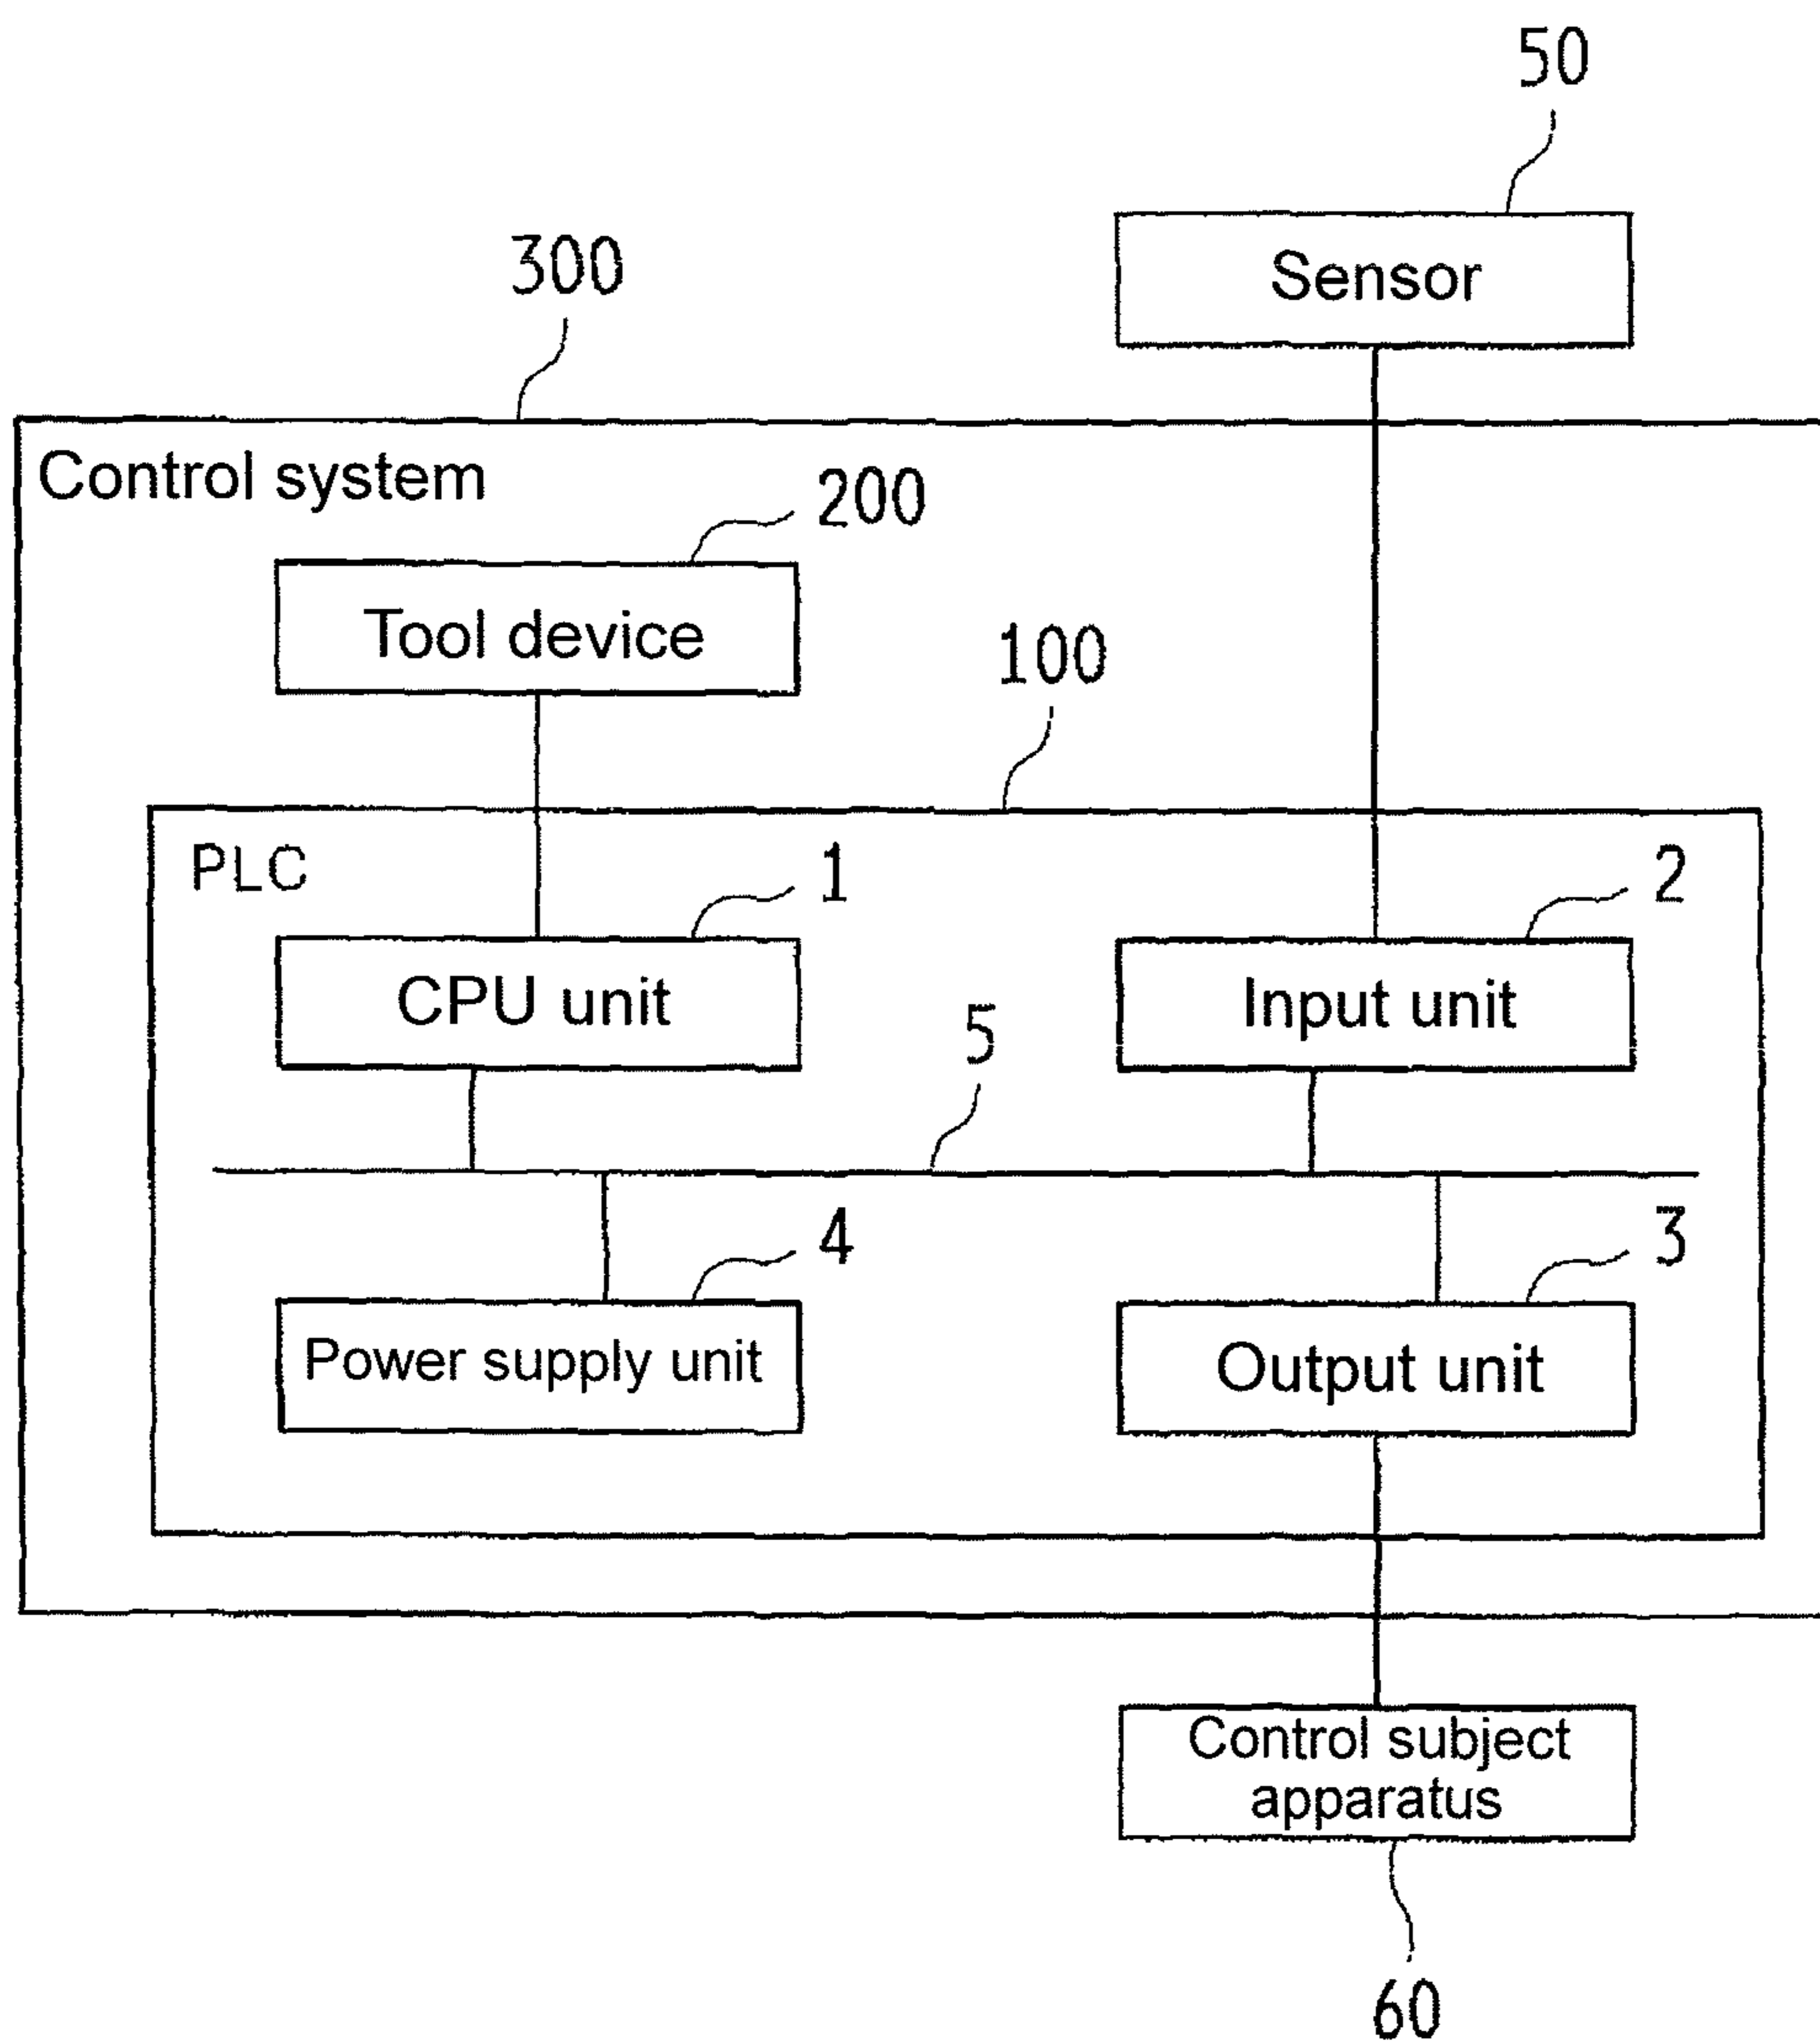 50
Sensor
300
Control system
200
Tool device
100
PLC
1
2
CPU unit
Input unit
5
4
3
Power supply unit
Output unit
Control subject
apparatus
60